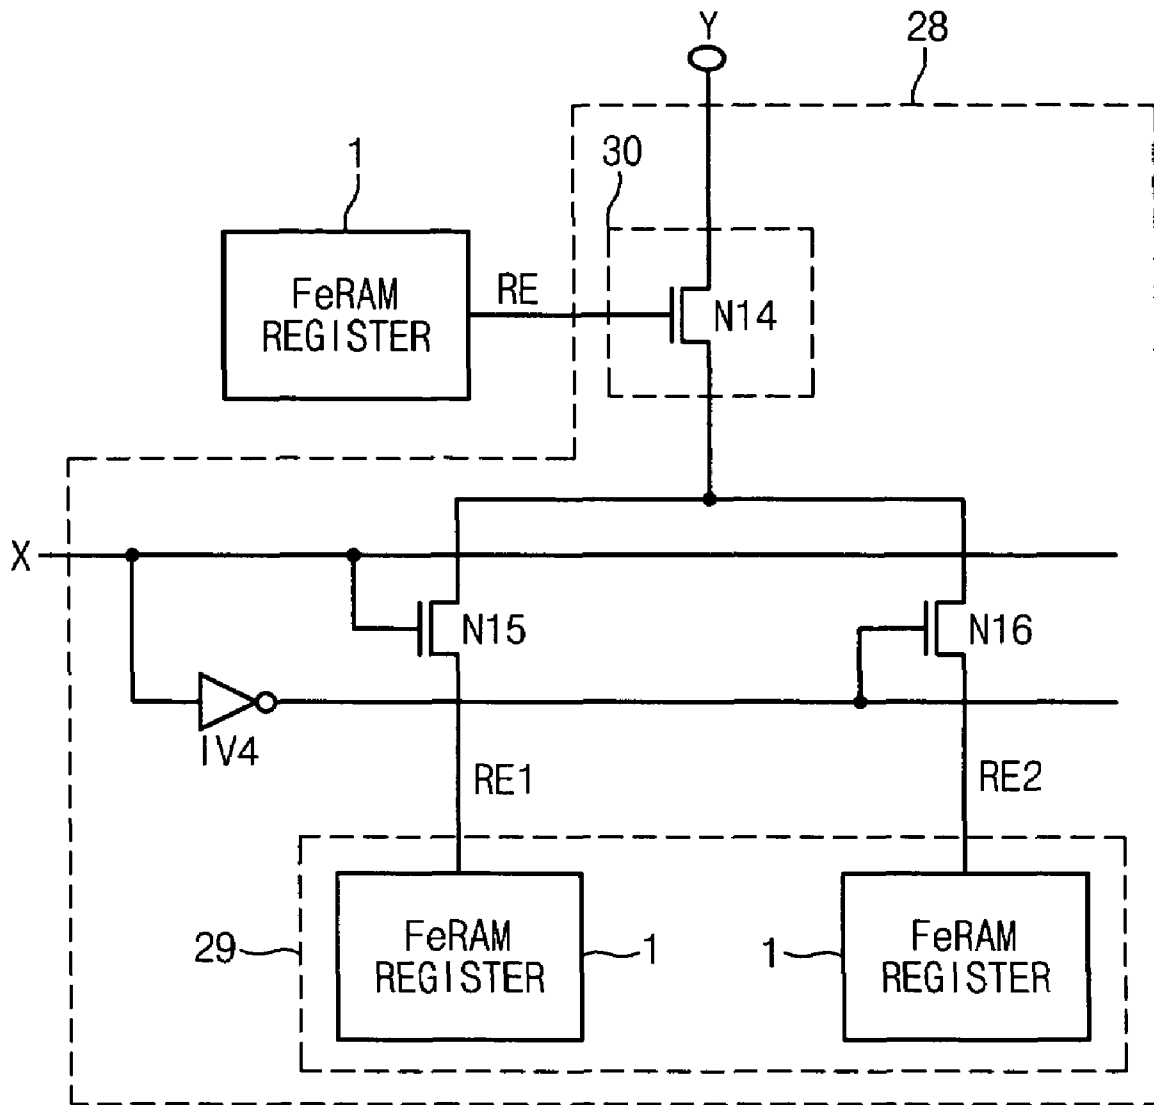 Y
28
1
30
FeRAM
REGISTER
RE
N14
X
N15
N16
IV4
RE1
RE2
29
FeRAM
REGISTER
1
1
FeRAM
REGISTER